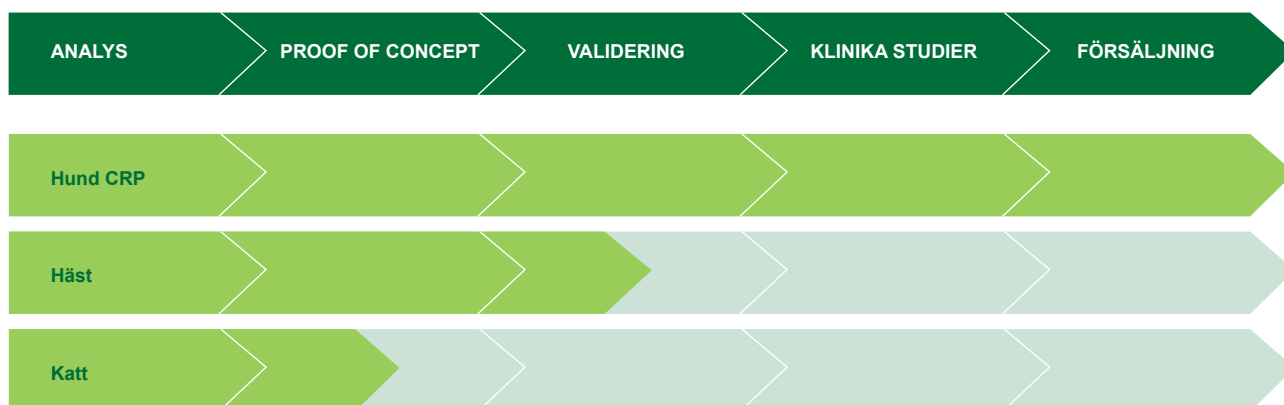 ANALYS PROOF OF CONCEPT VALIDERING KLINIKA STUDIER FÖRSÄLJNING
Hund CRP
Häst
Katt